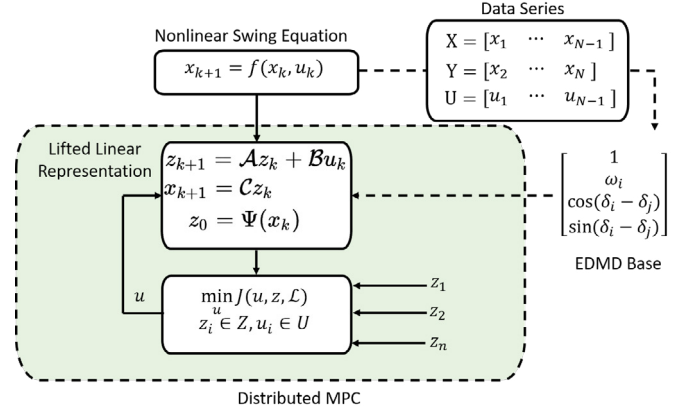 Data Series
Nonlinear Swing Equation
x_{k+1} = f(x_k, u_k)
X = [x_1 ⋯ x_{N-1}]
Y = [x_2 ⋯ x_N]
U = [u_1 ⋯ u_{N-1}]
Lifted Linear
Representation
z_{k+1} = 𝒜z_k + ℬu_k
x_{k+1} = 𝒞z_k
z_0 = Ψ(x_k)
1
ω_i
cos(δ_i − δ_j)
sin(δ_i − δ_j)
EDMD Base
u
min J(u, z, ℒ)
u
z_i ∈ Z, u_i ∈ U
z_1
z_2
z_n
Distributed MPC